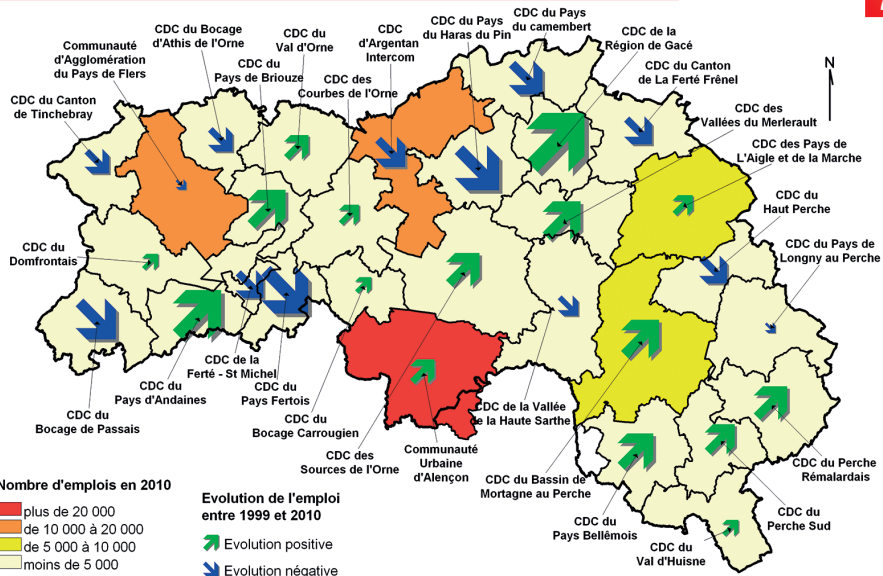 CDC du Bocage
d'Athis de l'Orne
CDC du
Val d'Orne
CDC
d'Argentan
Intercom
CDC du Pays
du Haras du Pin
CDC du Pays
du camembert
CDC de la
Région de Gacé
Communauté
d'Agglomération
du Pays de Flers
CDC du
Pays de Briouze
CDC des
Courbes de l'Orne
CDC du Canton
de La Ferté Frênel
N
CDC du Canton
de Tinchebray
CDC des
Vallées du Merlerault
CDC des Pays de
L'Aigle et de la Marche
CDC du
Haut Perche
CDC du
Domfrontais
CDC du Pays de
Longny au Perche
CDC de la
Ferté - St Michel
CDC du
Pays d'Andaines
CDC du
Pays Fertois
CDC du
Bocage de Passais
CDC du
Bocage Carrougien
CDC des
Sources de l'Orne
Communauté
Urbaine
d'Alençon
CDC de la Vallée
de la Haute Sarthe
CDC du Bassin de
Mortagne au Perche
CDC du Perche
Rémalardais
CDC du
Perche Sud
CDC du
Pays Bellêmois
CDC du
Val d'Huisne
Nombre d'emplois en 2010
plus de 20 000
de 10 000 à 20 000
de 5 000 à 10 000
moins de 5 000
Evolution de l'emploi
entre 1999 et 2010
Evolution positive
Evolution négative